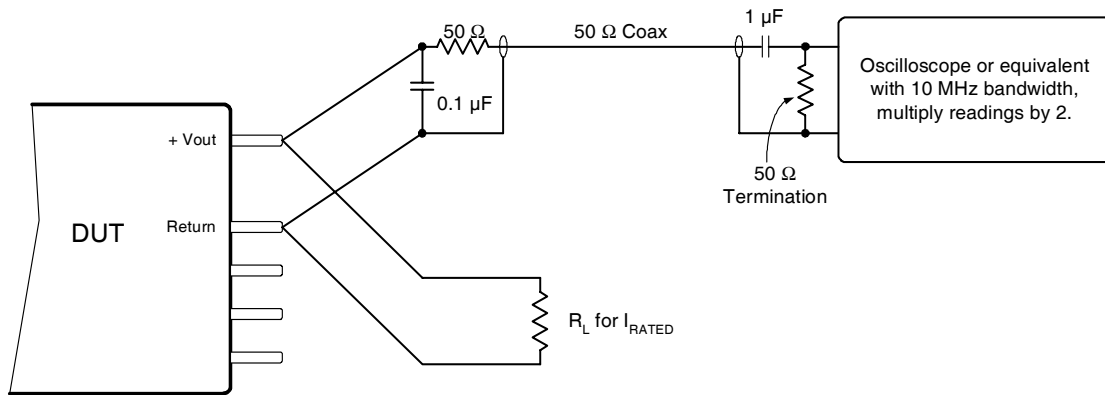 50 Ω
50 Ω Coax
1 µF
0.1 µF
Oscilloscope or equivalent
with 10 MHz bandwidth,
multiply readings by 2.
50 Ω
Termination
+ Vout
Return
DUT
R_L for I_RATED